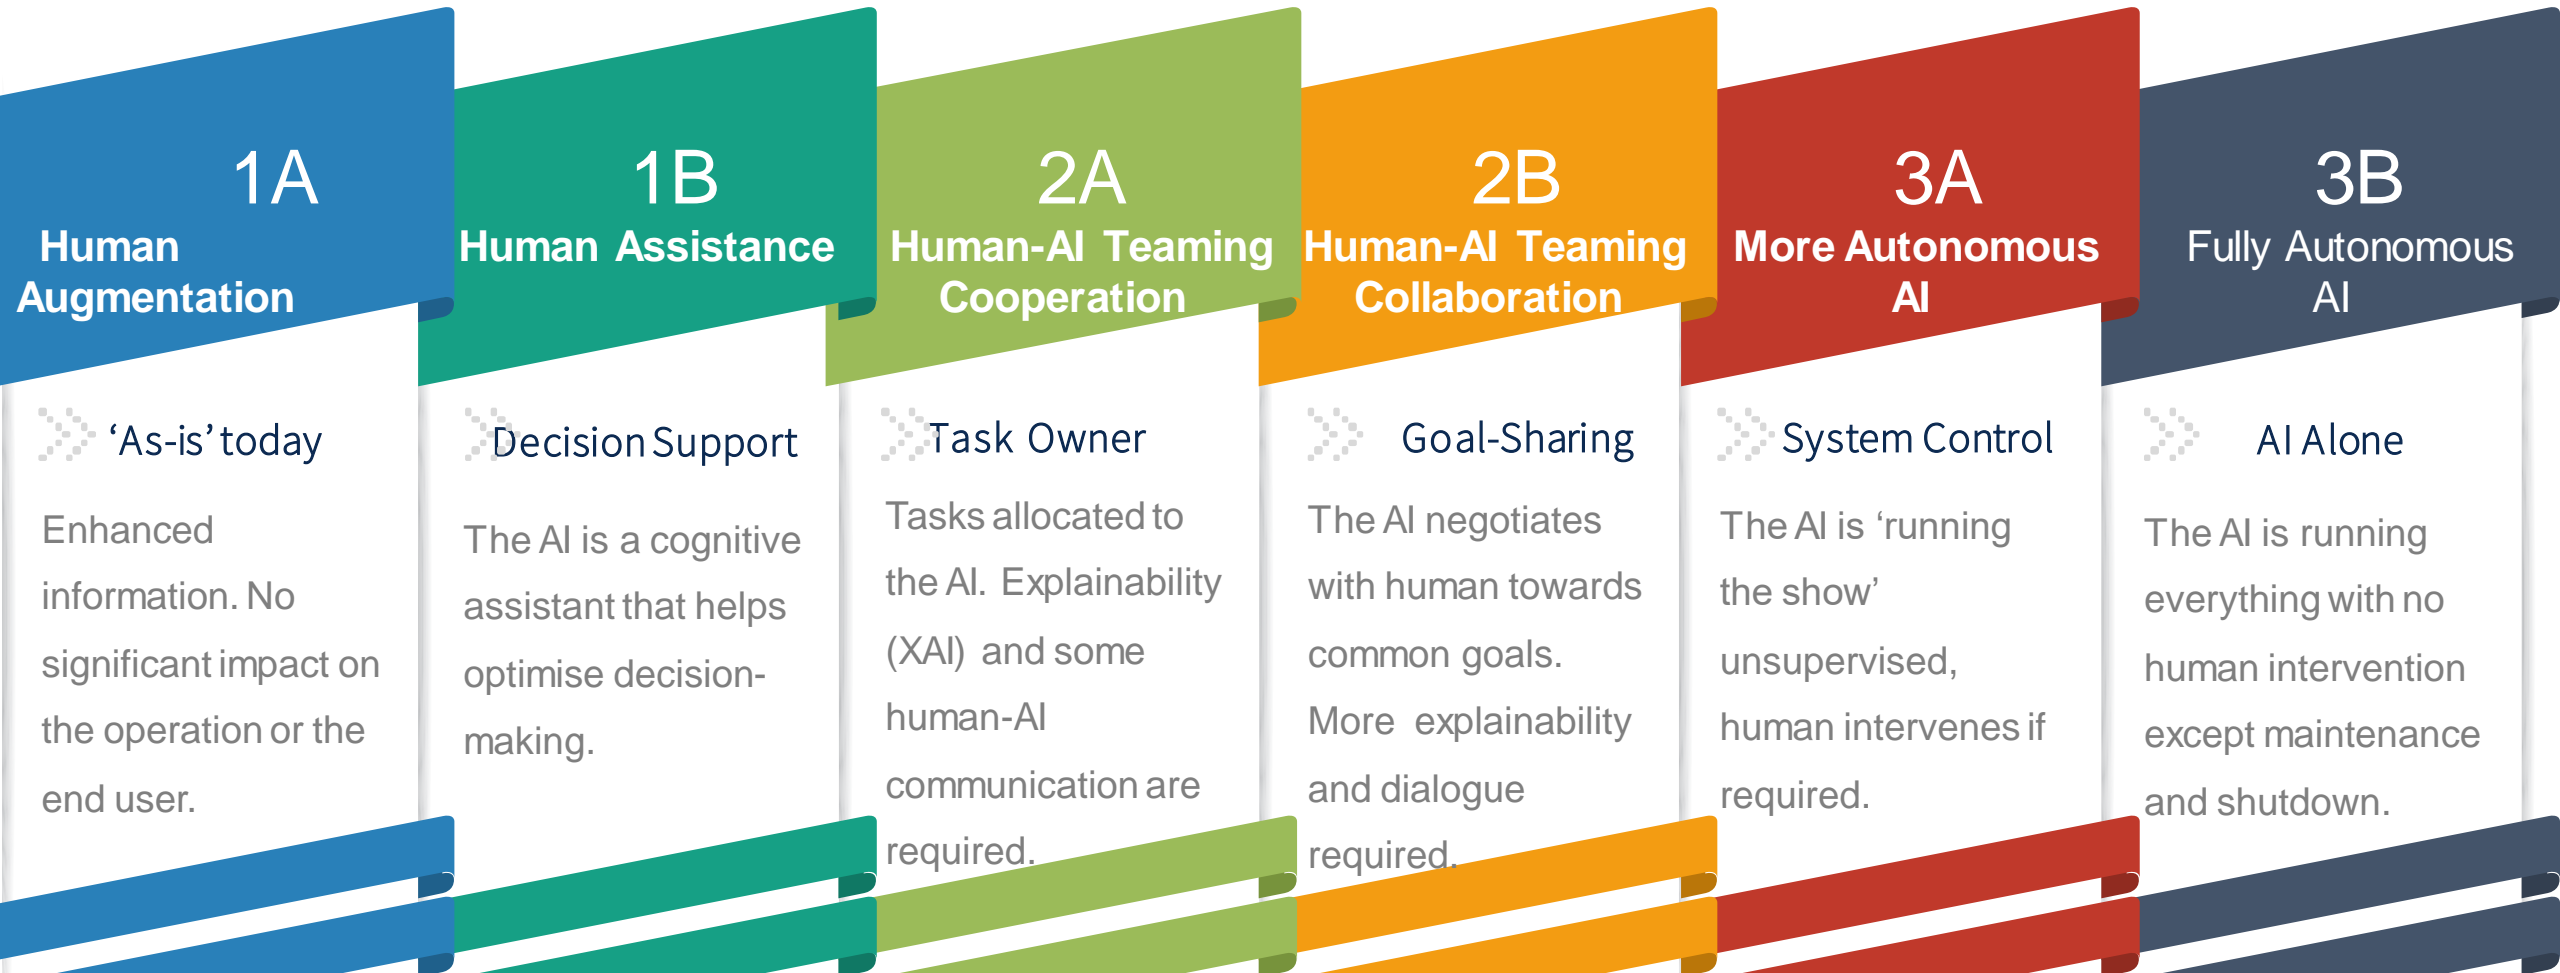 1A
Human
Augmentation
‘As-is’ today
Enhanced
information. No
significant impact on
the operation or the
end user.
1B
Human Assistance
Decision Support
The AI is a cognitive
assistant that helps
optimise decision-
making.
2A
Human-AI Teaming
Cooperation
Task Owner
Tasks allocated to
the AI. Explainability
(XAI) and some
human-AI
communication are
required.
2B
Human-AI Teaming
Collaboration
Goal-Sharing
The AI negotiates
with human towards
common goals.
More explainability
and dialogue
required.
3A
More Autonomous
AI
System Control
The AI is ‘running
the show’
unsupervised,
human intervenes if
required.
3B
Fully Autonomous
AI
AI Alone
The AI is running
everything with no
human intervention
except maintenance
and shutdown.